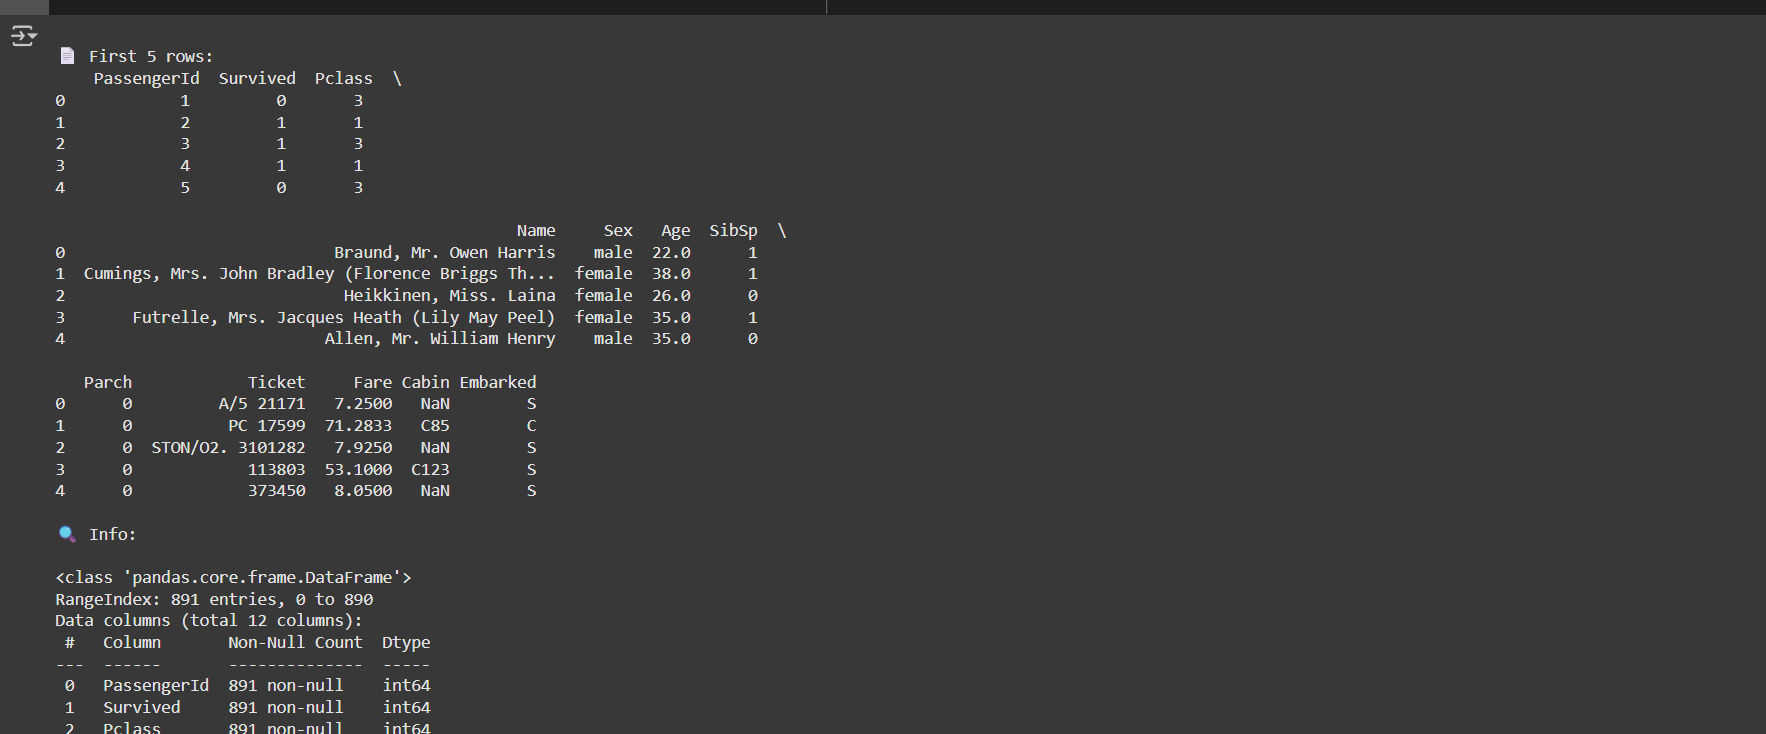 First 5 rows:
PassengerId  Survived  Pclass  \
0            1         0       3
1            2         1       1
2            3         1       3
3            4         1       1
4            5         0       3
Name     Sex   Age  SibSp  \
0                            Braund, Mr. Owen Harris    male  22.0      1
1  Cumings, Mrs. John Bradley (Florence Briggs Th...  female  38.0      1
2                             Heikkinen, Miss. Laina  female  26.0      0
3       Futrelle, Mrs. Jacques Heath (Lily May Peel)  female  35.0      1
4                           Allen, Mr. William Henry    male  35.0      0
Parch            Ticket     Fare Cabin Embarked
0      0         A/5 21171   7.2500   NaN        S
1      0          PC 17599  71.2833   C85        C
2      0  STON/O2. 3101282   7.9250   NaN        S
3      0            113803  53.1000  C123        S
4      0            373450   8.0500   NaN        S
Info:
<class 'pandas.core.frame.DataFrame'>
RangeIndex: 891 entries, 0 to 890
Data columns (total 12 columns):
#   Column       Non-Null Count  Dtype
---  ------       --------------  -----
0   PassengerId  891 non-null    int64
1   Survived     891 non-null    int64
2   Pclass       891 non-null    int64